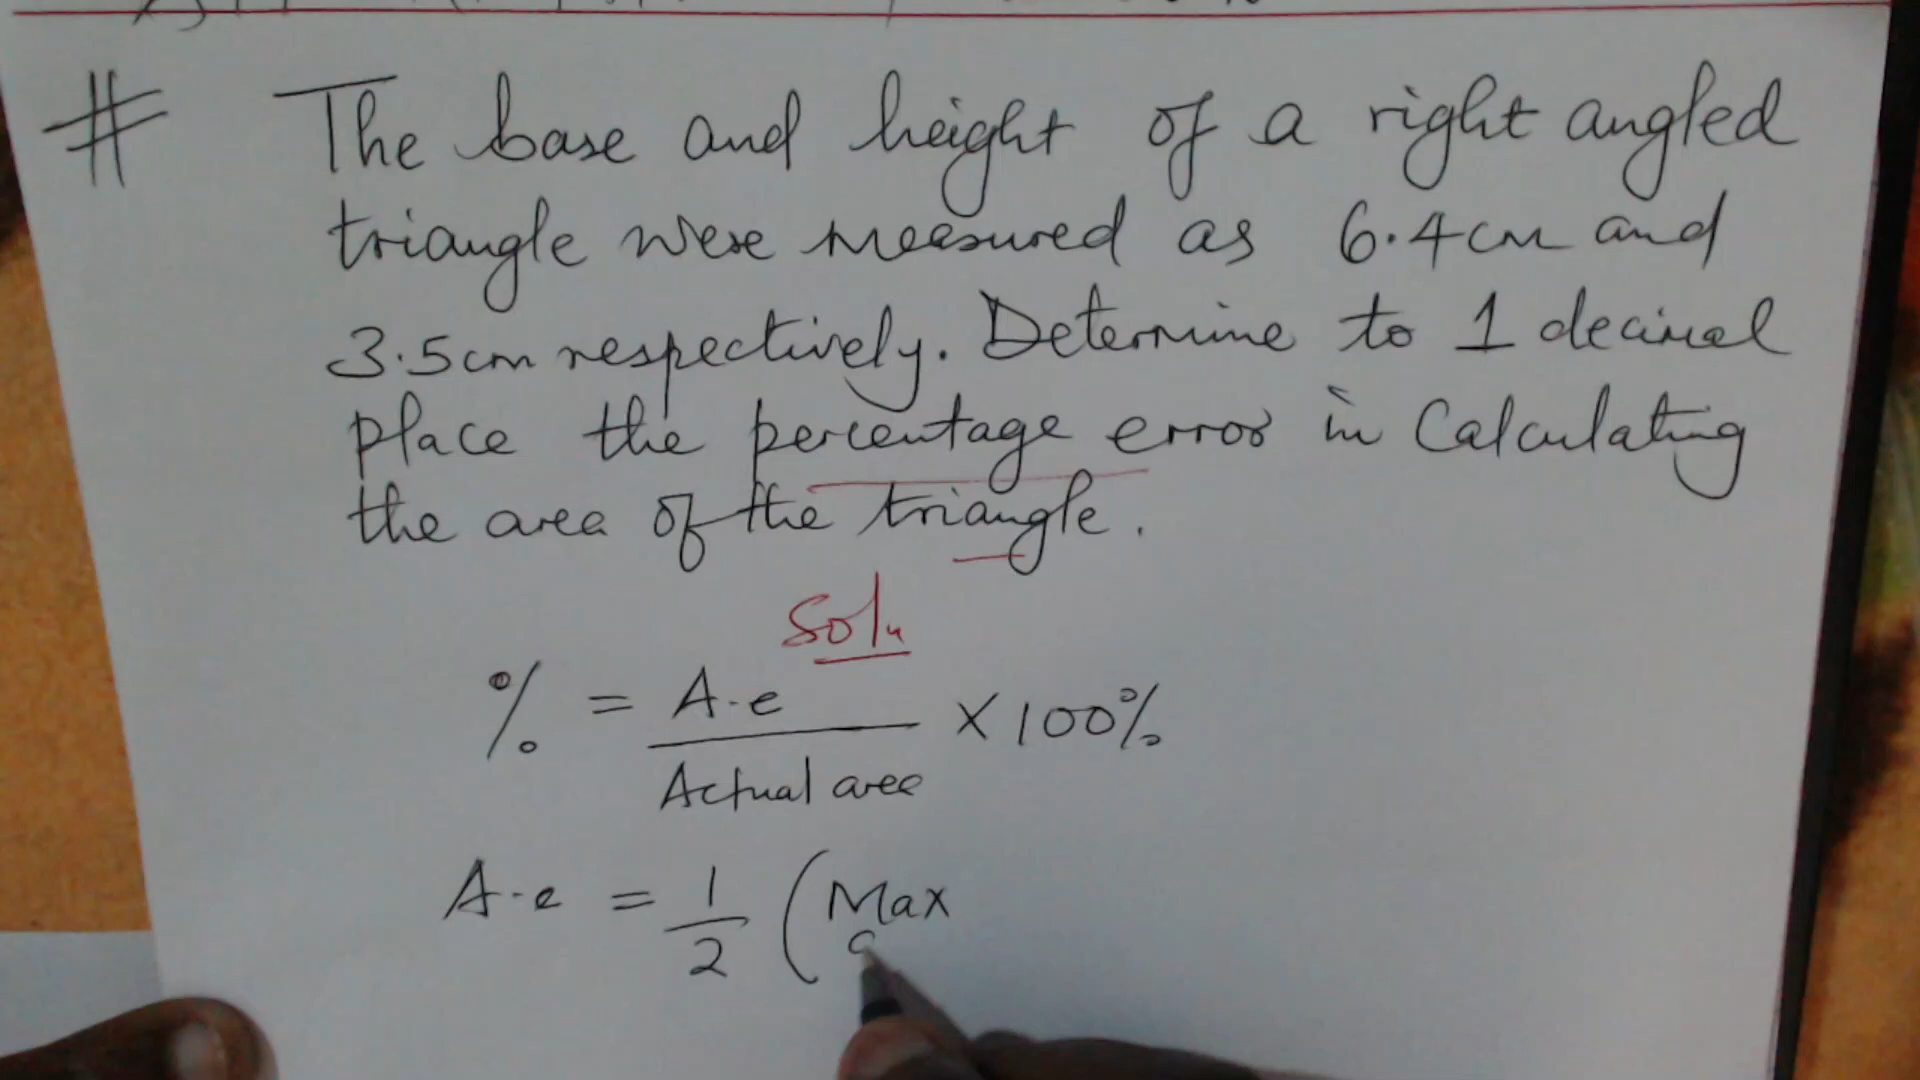 # The base and height of a right angled
triangle were measured as 6.4cm and
3.5cm respectively. Determine to 1 decimal
place the percentage error in Calculating
the area of the triangle.
Soln
% = A.e / Actual area × 100%
A.e = 1/2 (Max